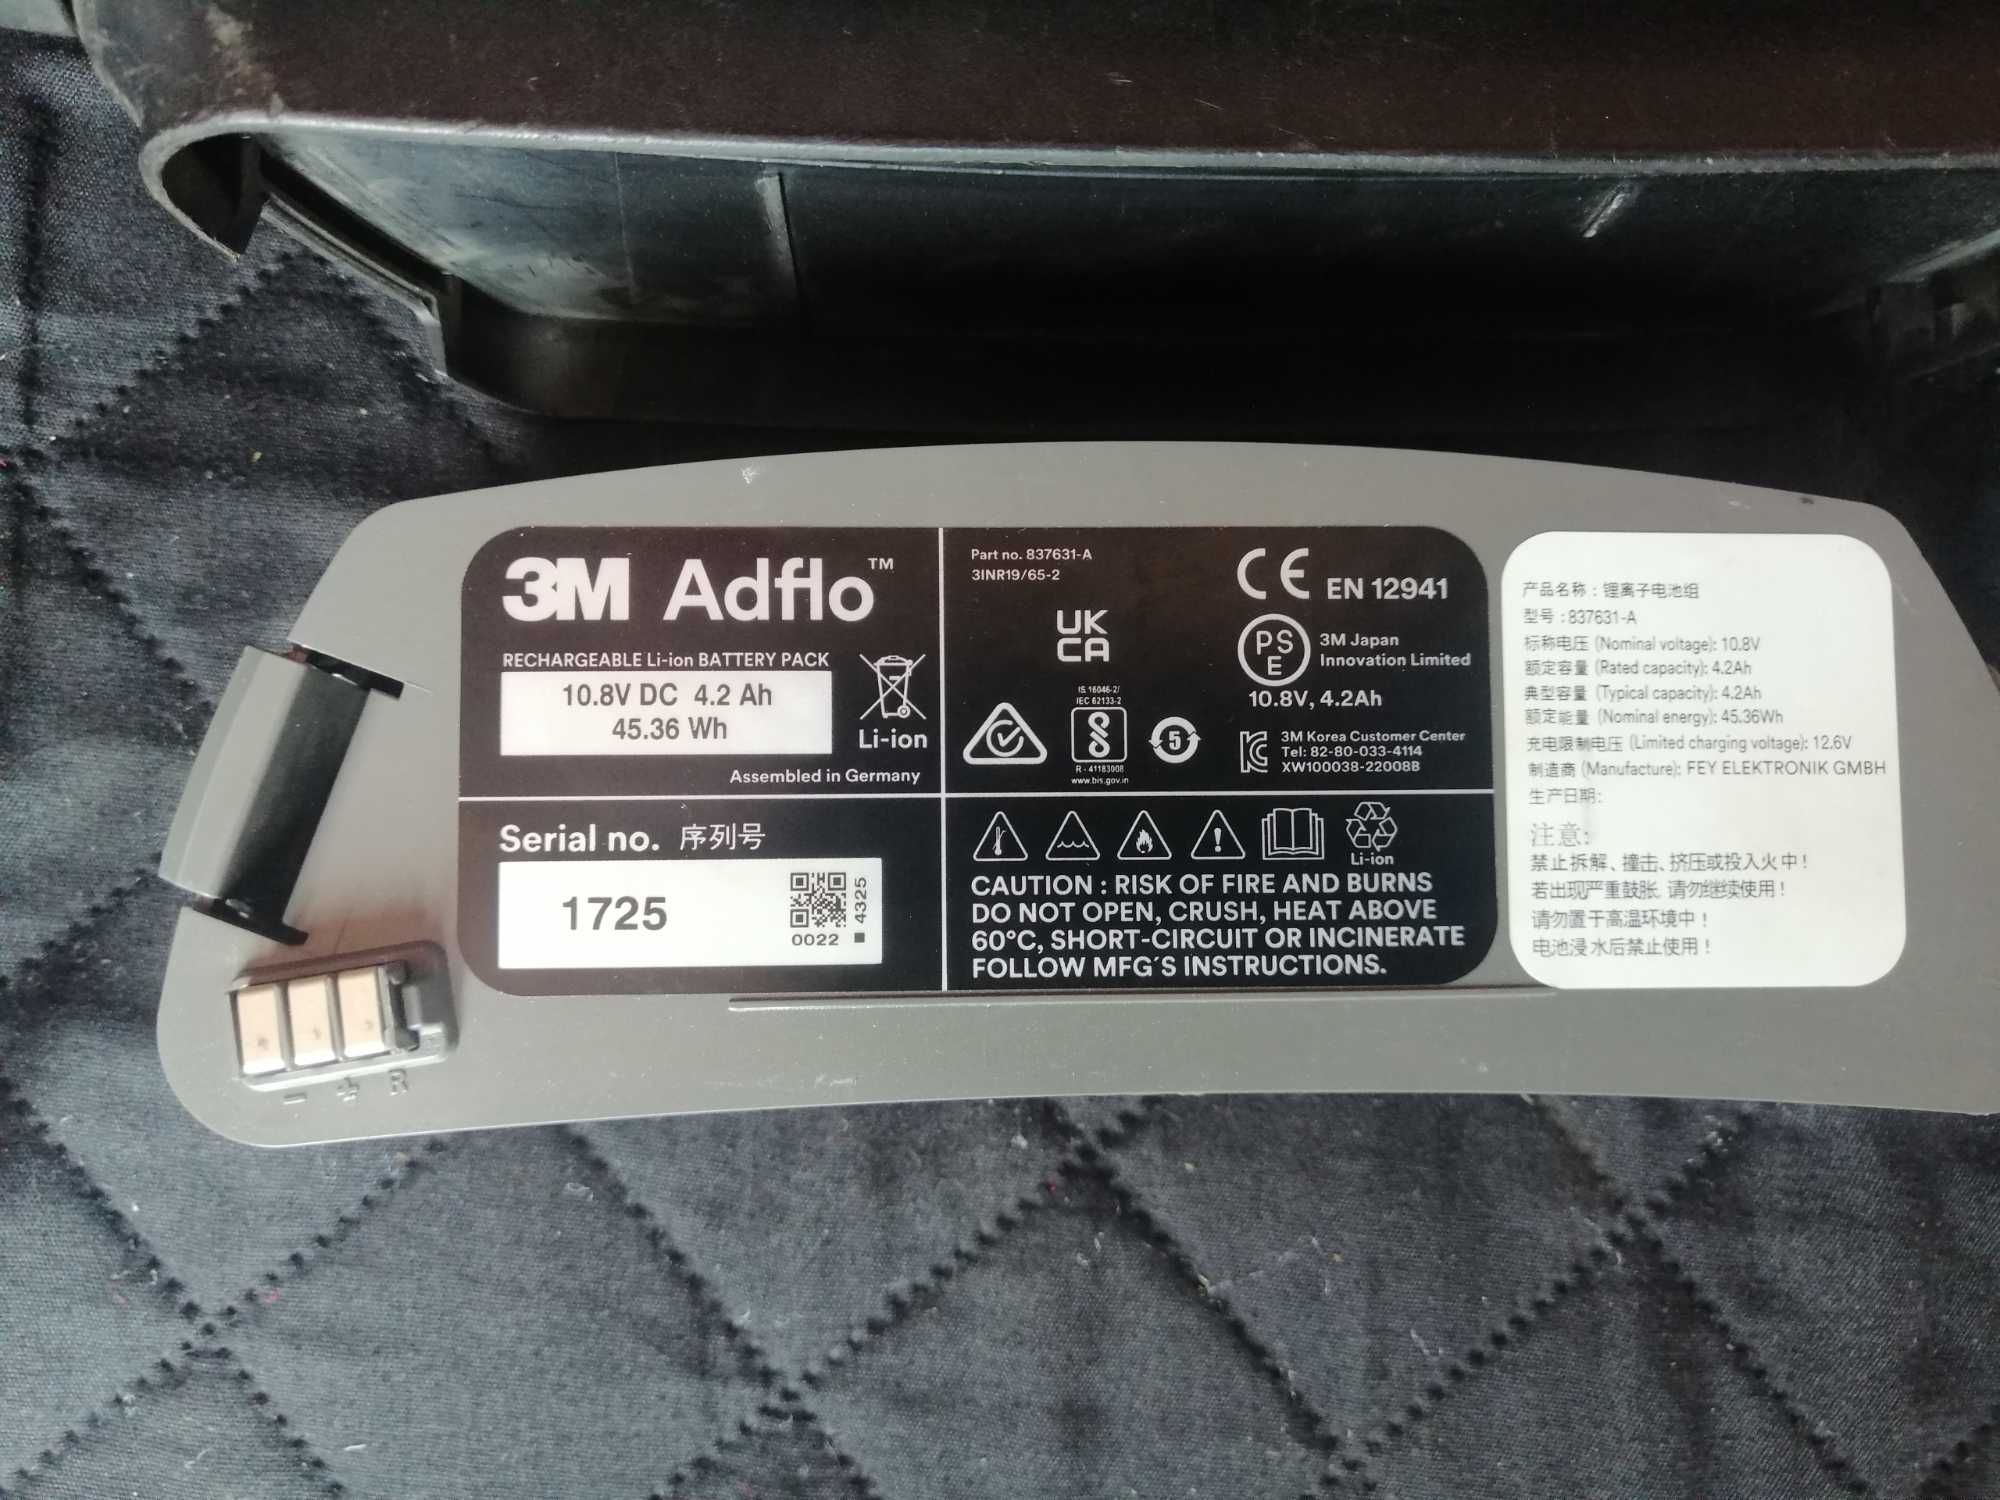 3M Adflo™
RECHARGEABLE Li-ion BATTERY PACK
10.8V DC 4.2 Ah
45.36 Wh
Li-ion
Assembled in Germany
Serial no. 序列号
1725
0022
4325
Part no. 837631-A
3INR19/65-2
UK
CA
IS 16046-2/
IEC 62133-2
R - 41183908
www.bis.gov.in
5
CE EN 12941
PS
E
3M Japan
Innovation Limited
10.8V, 4.2Ah
3M Korea Customer Center
Tel: 82-80-033-4114
XW100038-22008B
Li-ion
CAUTION : RISK OF FIRE AND BURNS
DO NOT OPEN, CRUSH, HEAT ABOVE
60°C, SHORT-CIRCUIT OR INCINERATE
FOLLOW MFG´S INSTRUCTIONS.
产品名称：锂离子电池组
型号：837631-A
标称电压 (Nominal voltage): 10.8V
额定容量 (Rated capacity): 4.2Ah
典型容量 (Typical capacity): 4.2Ah
额定能量 (Nominal energy): 45.36Wh
充电限制电压 (Limited charging voltage): 12.6V
制造商 (Manufacture): FEY ELEKTRONIK GMBH
生产日期:
注意:
禁止拆解、撞击、挤压或投入火中！
若出现严重鼓胀, 请勿继续使用！
请勿置于高温环境中！
电池浸水后禁止使用！
- + R